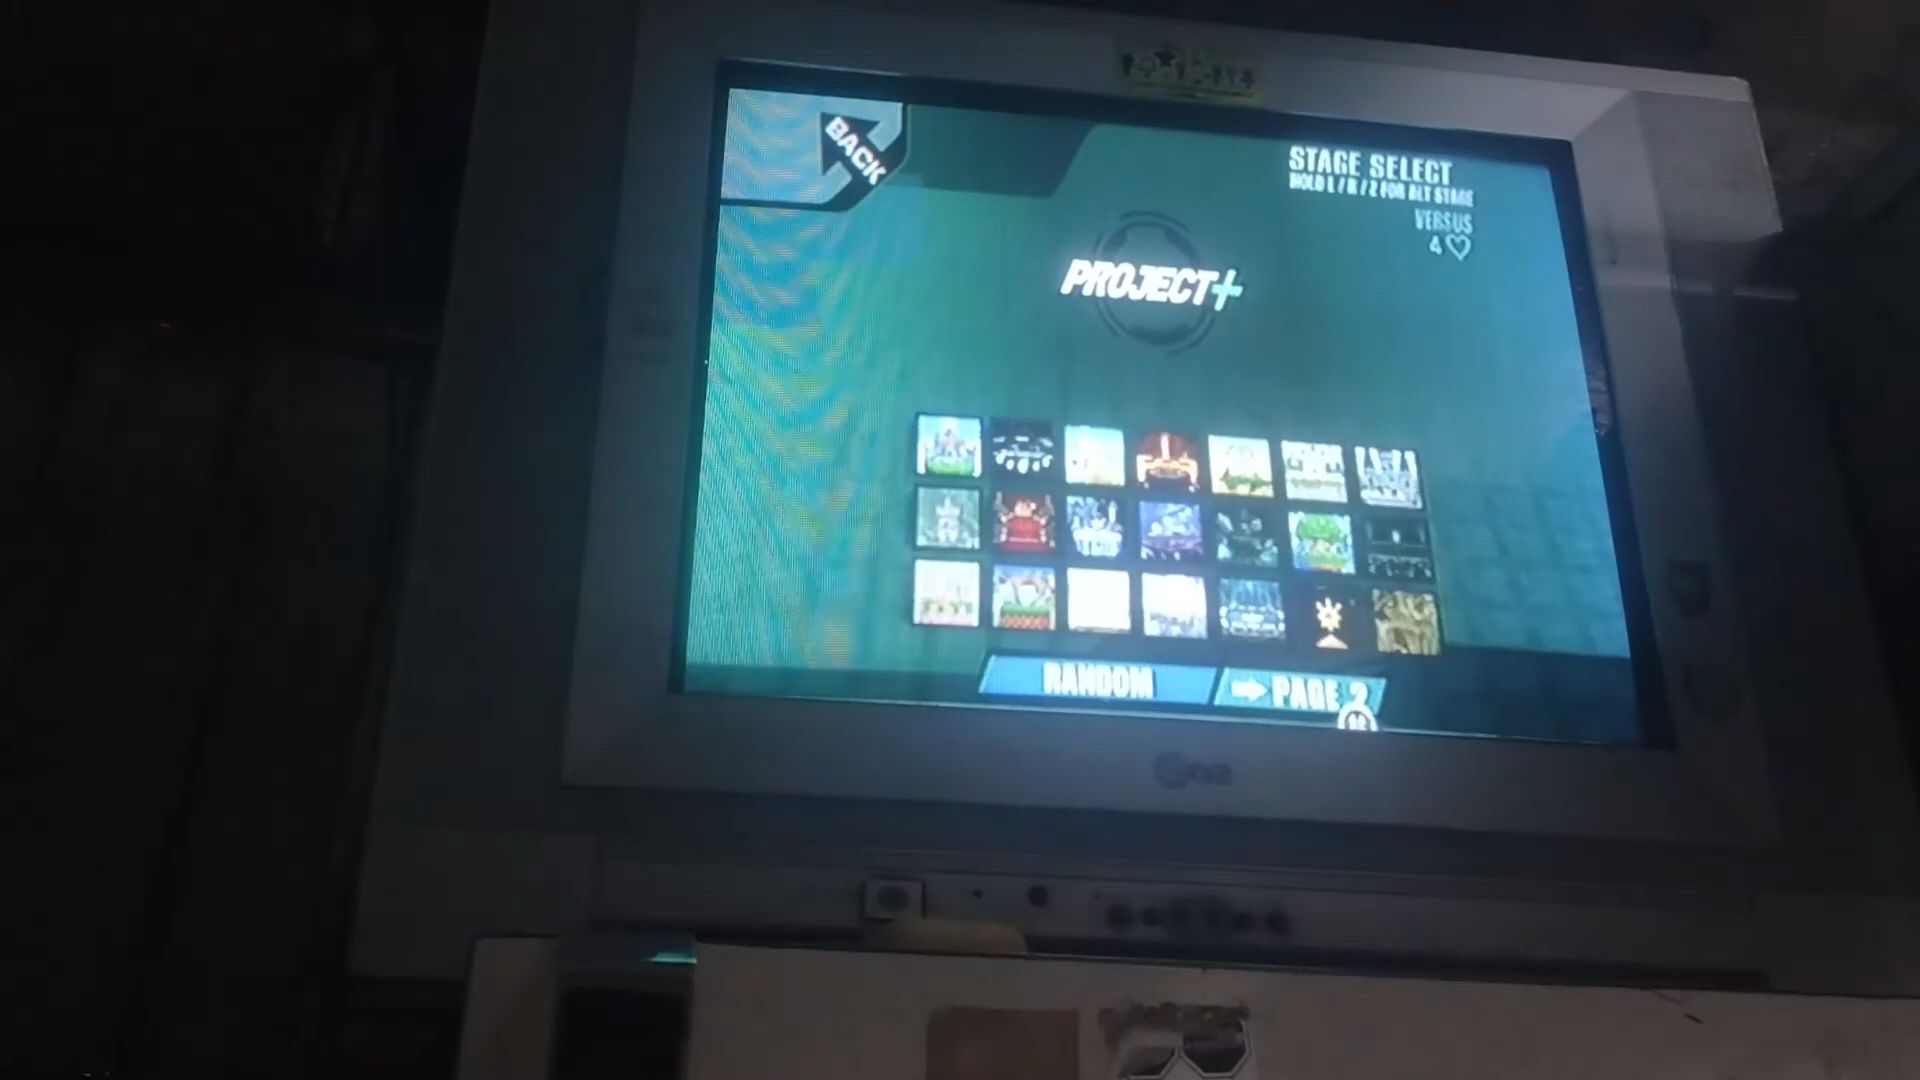 BACK
STAGE SELECT
HOLD L / R / Z FOR ALT STAGE
VERSUS
4
PROJECT+
RANDOM
PAGE 2